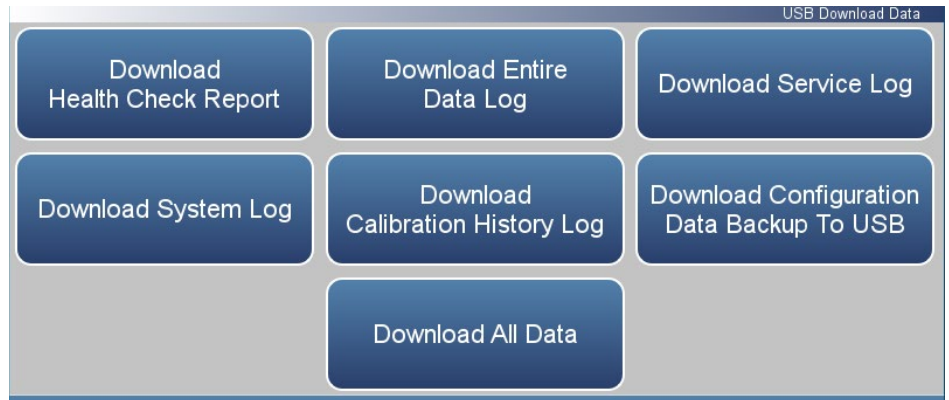 USB Download Data
Download
Health Check Report
Download Entire
Data Log
Download Service Log
Download System Log
Download
Calibration History Log
Download Configuration
Data Backup To USB
Download All Data